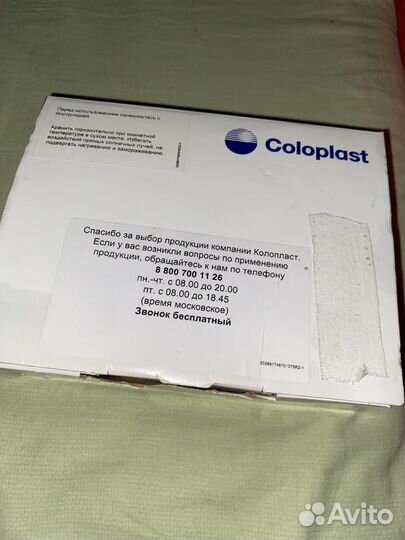 Перед использованием ознакомьтесь с
Инструкцией.
Хранить горизонтально при комнатной
температуре в сухом месте. Избегать
воздействия прямых солнечных лучей, не
подвергать нагреванию и замораживанию.
Coloplast
Спасибо за выбор продукции компании Колопласт.
Если у вас возникли вопросы по применению
продукции, обращайтесь к нам по телефону
8 800 700 11 26
пн.-чт. с 08.00 до 20.00
пт. с 08.00 до 18.45
(время московское)
Звонок бесплатный
Avito